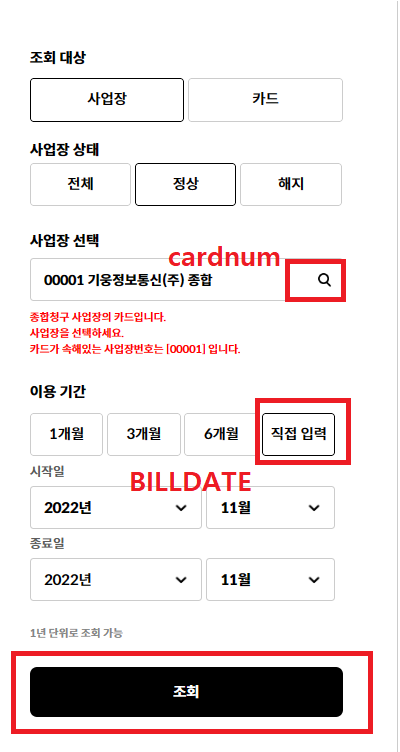 조회 대상
사업장 카드
사업장 상태
전체 정상 해지
사업장 선택
cardnum
00001 기웅정보통신(주) 종합
종합청구 사업장의 카드입니다.
사업장을 선택하세요.
카드가 속해있는 사업장번호는 [00001] 입니다.
이용 기간
1개월 3개월 6개월 직접 입력
시작일
BILLDATE
2022년 11월
종료일
2022년 11월
1년 단위로 조회 가능
조회